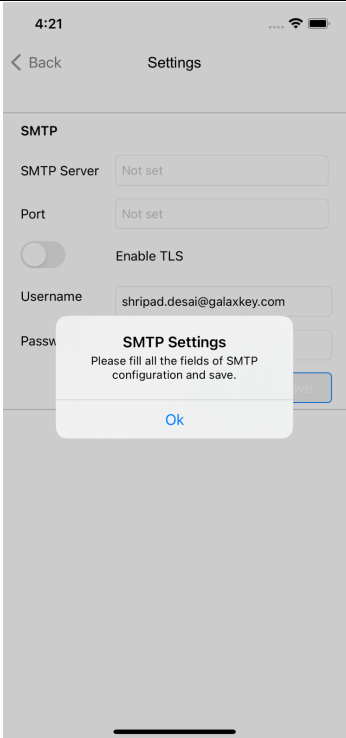 4:21
Back
Settings
SMTP
SMTP Server
Not set
Port
Not set
Enable TLS
Username
shripad.desai@galaxkey.com
Passw
SMTP Settings
Please fill all the fields of SMTP
configuration and save.
Ok